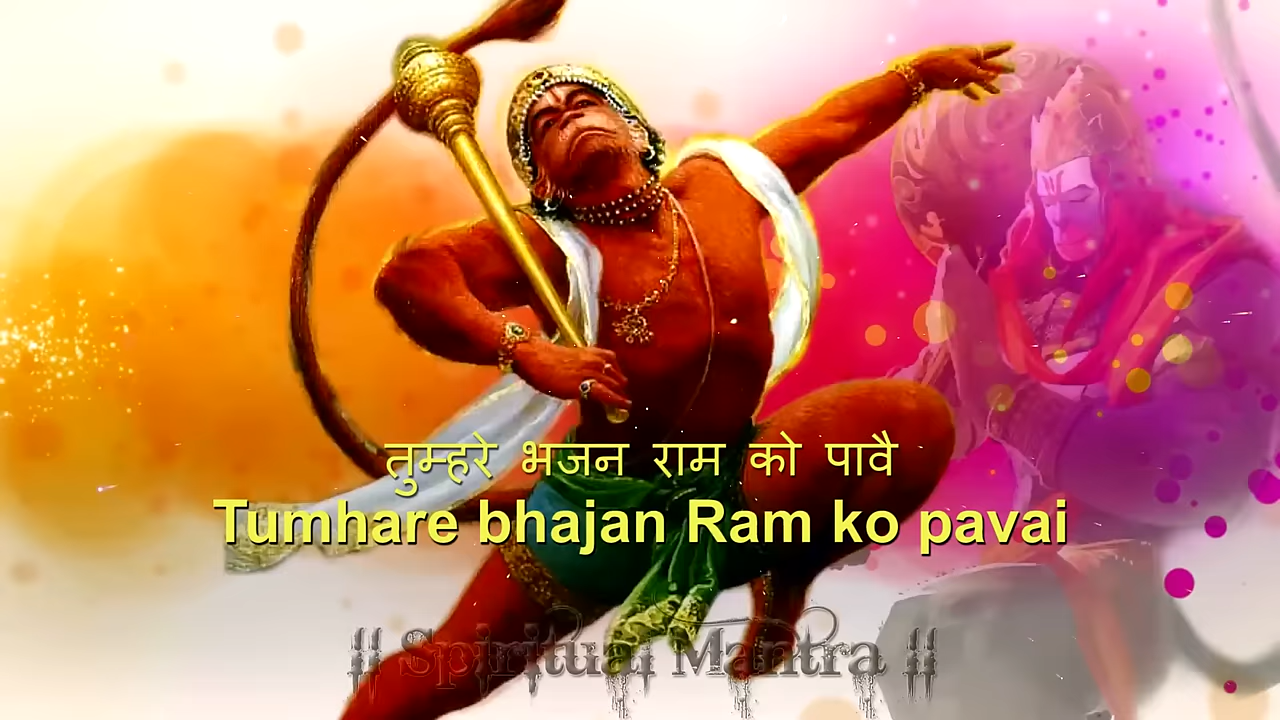 तुम्हरे भजन राम को पावै
Tumhare bhajan Ram ko pavai
|| Spiritual Mantra ||